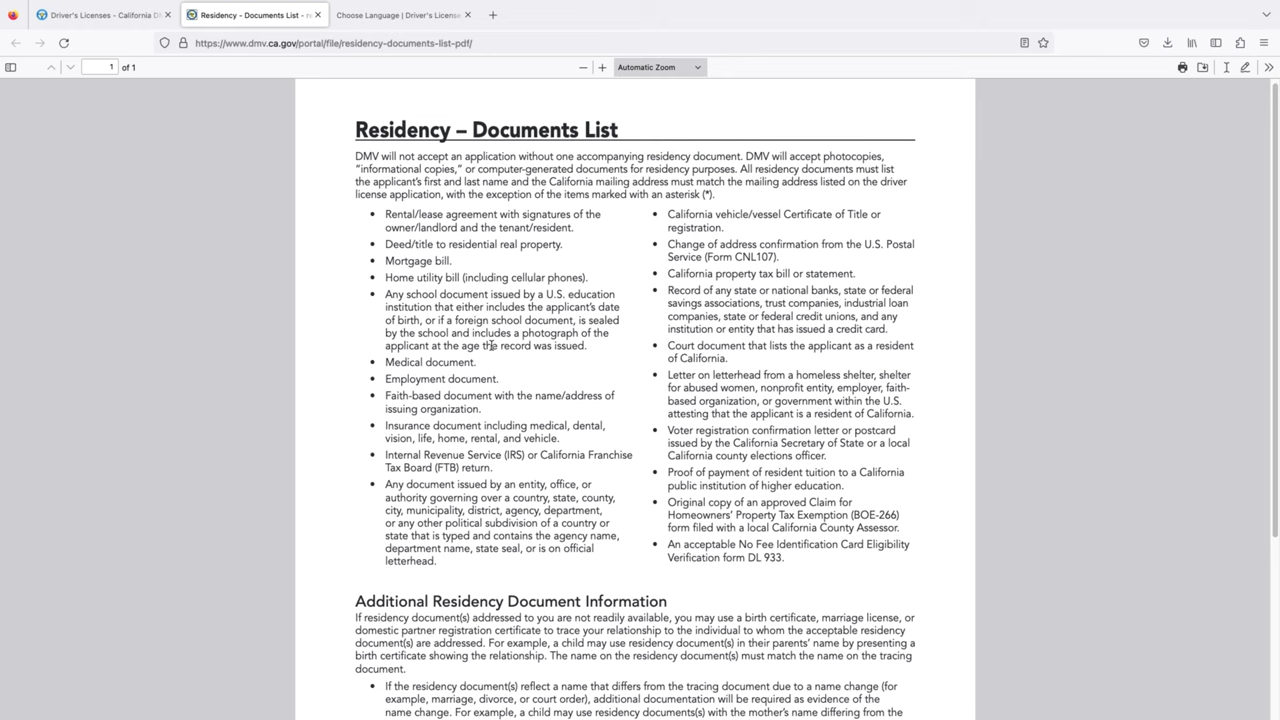 Driver's Licenses - California D
Residency – Documents List - r
Choose Language | Driver's License
https://www.dmv.ca.gov/portal/file/residency-documents-list-pdf/
1 of 1
Automatic Zoom
Residency – Documents List
DMV will not accept an application without one accompanying residency document. DMV will accept photocopies,
“informational copies,” or computer-generated documents for residency purposes. All residency documents must list
the applicant’s first and last name and the California mailing address must match the mailing address listed on the driver
license application, with the exception of the items marked with an asterisk (*).
• Rental/lease agreement with signatures of the
owner/landlord and the tenant/resident.
• Deed/title to residential real property.
• Mortgage bill.
• Home utility bill (including cellular phones).
• Any school document issued by a U.S. education
institution that either includes the applicant’s date
of birth, or if a foreign school document, is sealed
by the school and includes a photograph of the
applicant at the age the record was issued.
• Medical document.
• Employment document.
• Faith-based document with the name/address of
issuing organization.
• Insurance document including medical, dental,
vision, life, home, rental, and vehicle.
• Internal Revenue Service (IRS) or California Franchise
Tax Board (FTB) return.
• Any document issued by an entity, office, or
authority governing over a country, state, county,
city, municipality, district, agency, department,
or any other political subdivision of a country or
state that is typed and contains the agency name,
department name, state seal, or is on official
letterhead.
• California vehicle/vessel Certificate of Title or
registration.
• Change of address confirmation from the U.S. Postal
Service (Form CNL107).
• California property tax bill or statement.
• Record of any state or national banks, state or federal
savings associations, trust companies, industrial loan
companies, state or federal credit unions, and any
institution or entity that has issued a credit card.
• Court document that lists the applicant as a resident
of California.
• Letter on letterhead from a homeless shelter, shelter
for abused women, nonprofit entity, employer, faith-
based organization, or government within the U.S.
attesting that the applicant is a resident of California.
• Voter registration confirmation letter or postcard
issued by the California Secretary of State or a local
California county elections officer.
• Proof of payment of resident tuition to a California
public institution of higher education.
• Original copy of an approved Claim for
Homeowners’ Property Tax Exemption (BOE-266)
form filed with a local California County Assessor.
• An acceptable No Fee Identification Card Eligibility
Verification form DL 933.
Additional Residency Document Information
If residency document(s) addressed to you are not readily available, you may use a birth certificate, marriage license, or
domestic partner registration certificate to trace your relationship to the individual to whom the acceptable residency
document(s) are addressed. For example, a child may use residency document(s) in their parents’ name by presenting a
birth certificate showing the relationship. The name on the residency document(s) must match the name on the tracing
document.
• If the residency document(s) reflect a name that differs from the tracing document due to a name change (for
example, marriage, divorce, or court order), additional documentation will be required as evidence of the
name change. For example, a child may use residency document(s) with the mother’s name differing from the